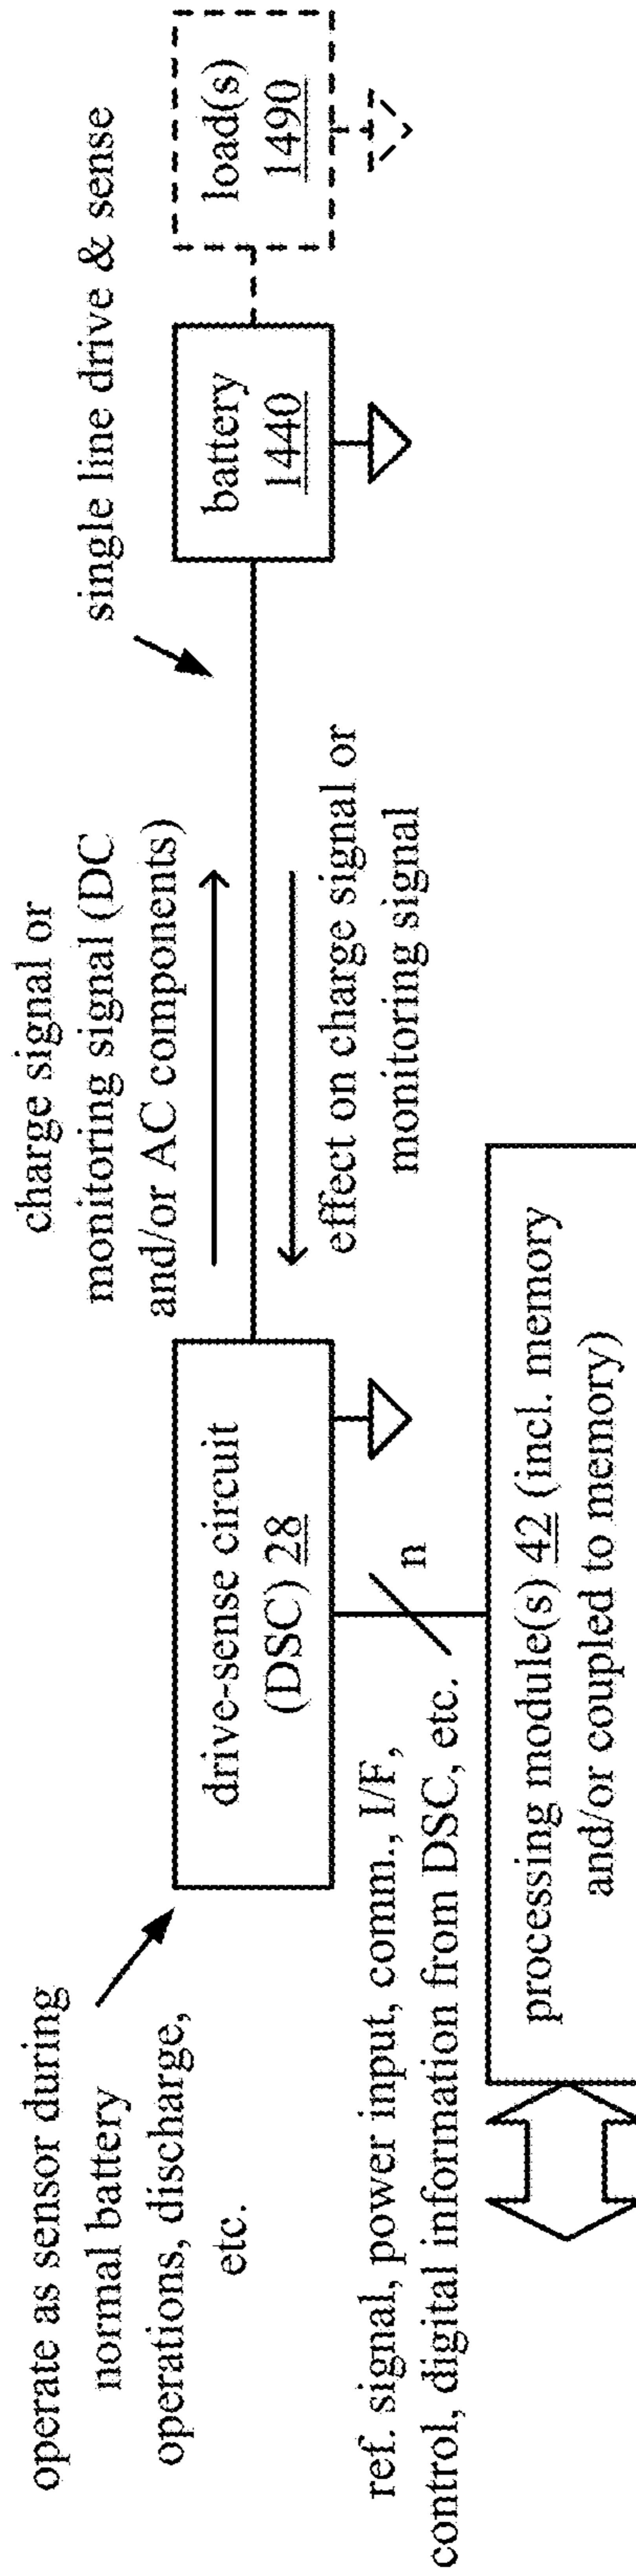 operate as sensor during
normal battery
operations, discharge,
etc.
charge signal or
monitoring signal (DC
and/or AC components)
single line drive & sense
drive-sense circuit
(DSC) 28
battery
1440
load(s)
1490
effect on charge signal or
monitoring signal
n
ref. signal, power input, comm., I/F,
control, digital information from DSC, etc.
processing module(s) 42 (incl. memory
and/or coupled to memory)